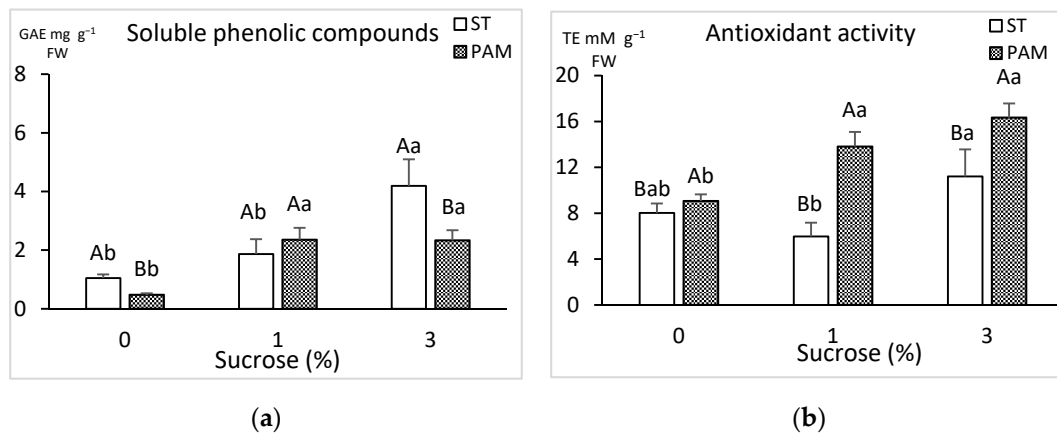 GAE mg g⁻¹
FW
Soluble phenolic compounds
ST
PAM
8
6
4
2
0
Ab
Bb
Ab
Aa
Aa
Ba
0
1
3
Sucrose (%)
(a)
TE mM g⁻¹
FW
Antioxidant activity
ST
PAM
20
16
12
8
4
0
Bab
Ab
Bb
Aa
Ba
Aa
0
1
3
Sucrose (%)
(b)